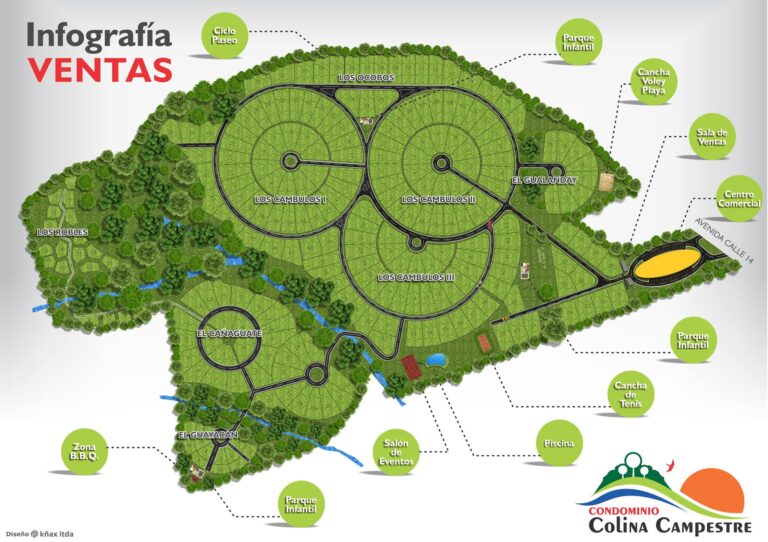 Infografía
VENTAS
Ciclo
Paseo
Parque
Infantil
Cancha
Voley
Playa
Sala de
Ventas
Centro
Comercial
AVENIDA CALLE 14
LOS OCOBOS
EL GUALANDAY
LOS CAMBULOS I
LOS CAMBULOS II
LOS CAMBULOS III
LOS ROBLES
EL CAÑAGUATE
EL GUAYACAN
Parque
Infantil
Cancha
de
Tenis
Piscina
Salón
de
Eventos
Zona
B.B.Q.
Parque
Infantil
CONDOMINIO
COLINA CAMPESTRE
Diseño kñax ltda